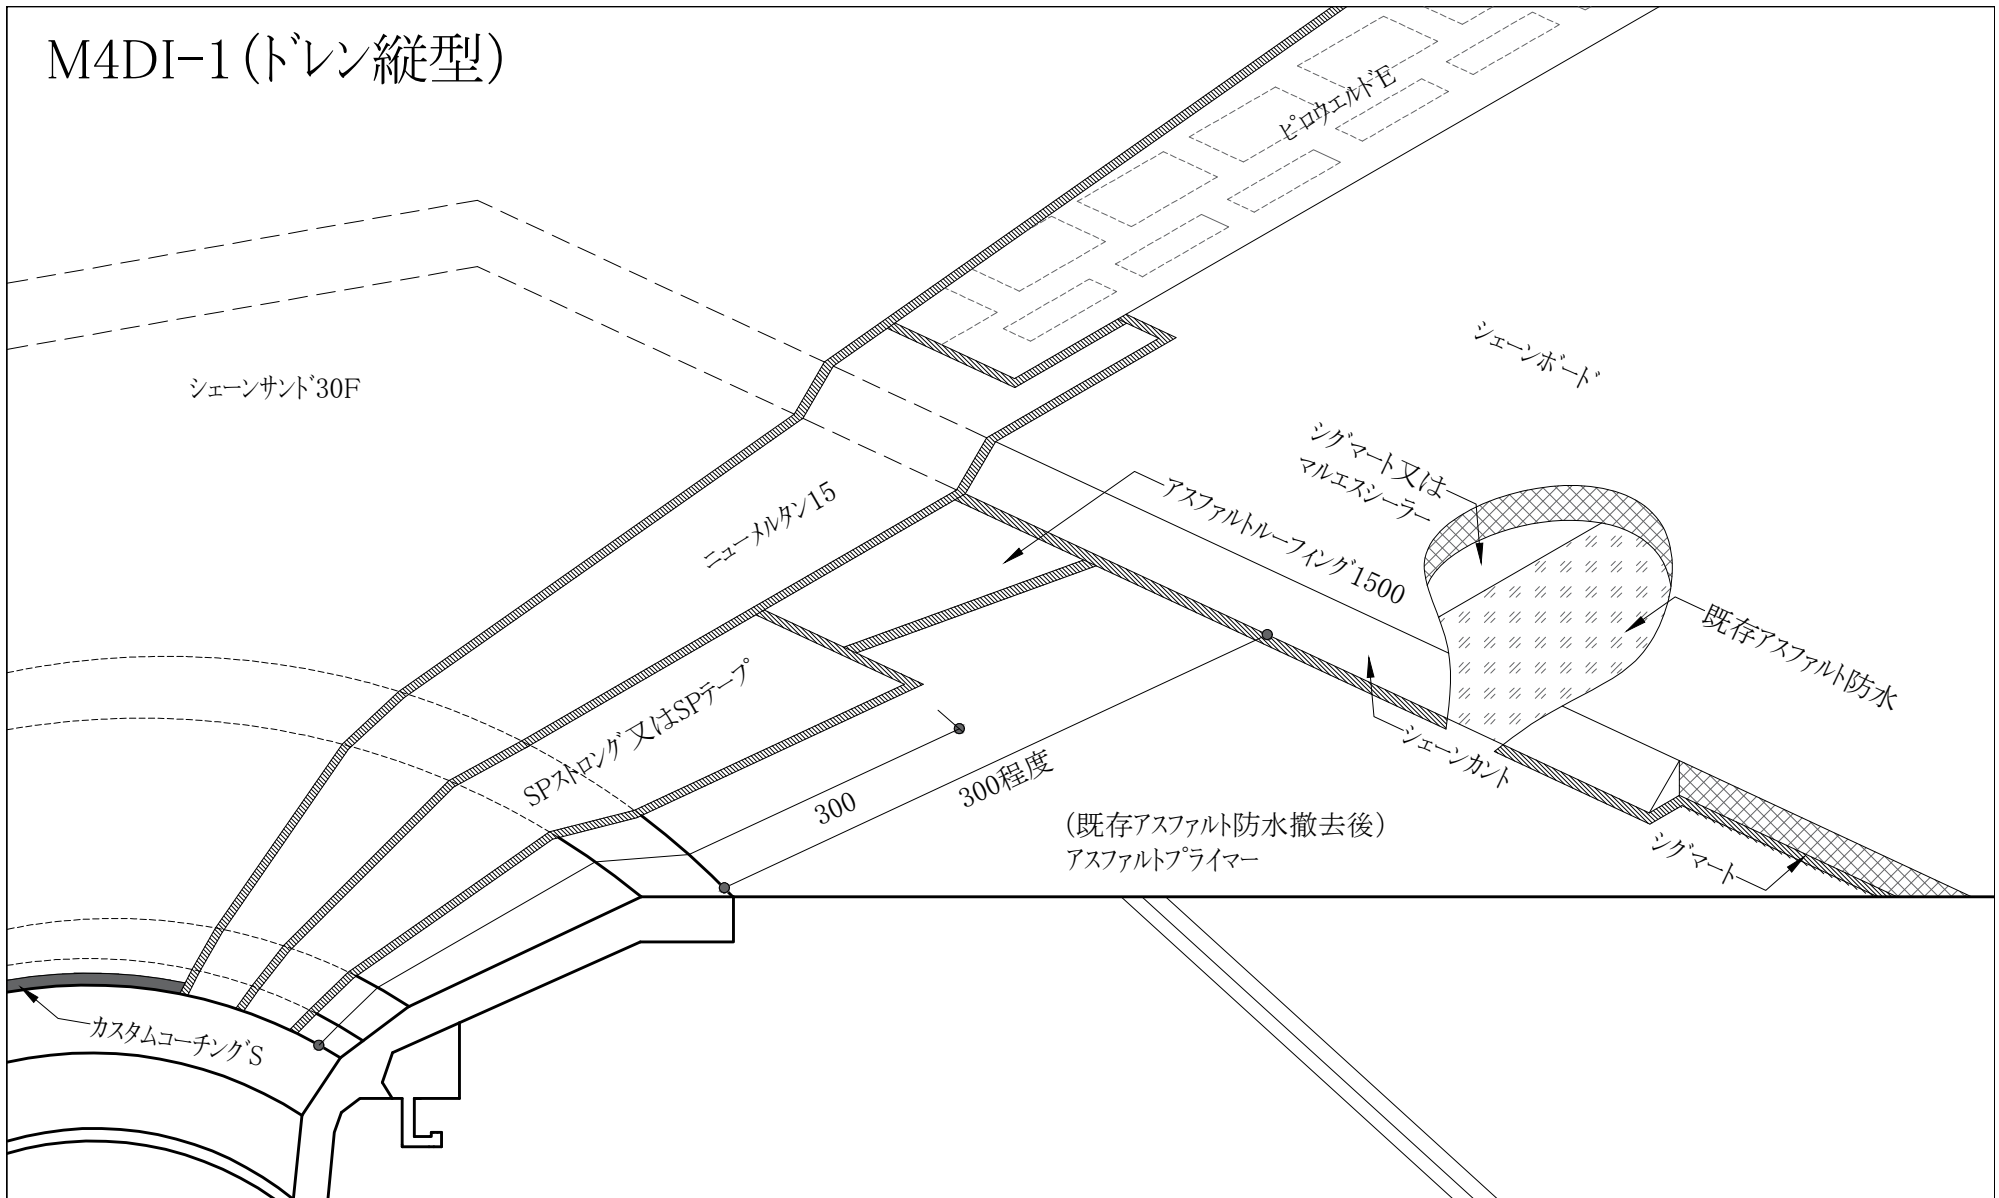 M4DI-1(ドレン縦型)
ピロウエルドE
シェーンボード
シェーンサンド30F
シグマート又は
マルエスシーラー
アスファルトルーフィング1500
ニューメルタン15
既存アスファルト防水
SPストロング又はSPテープ
シェーンカント
300
300程度
(既存アスファルト防水撤去後)
アスファルトプライマー
シグマート
カスタムコーチングS